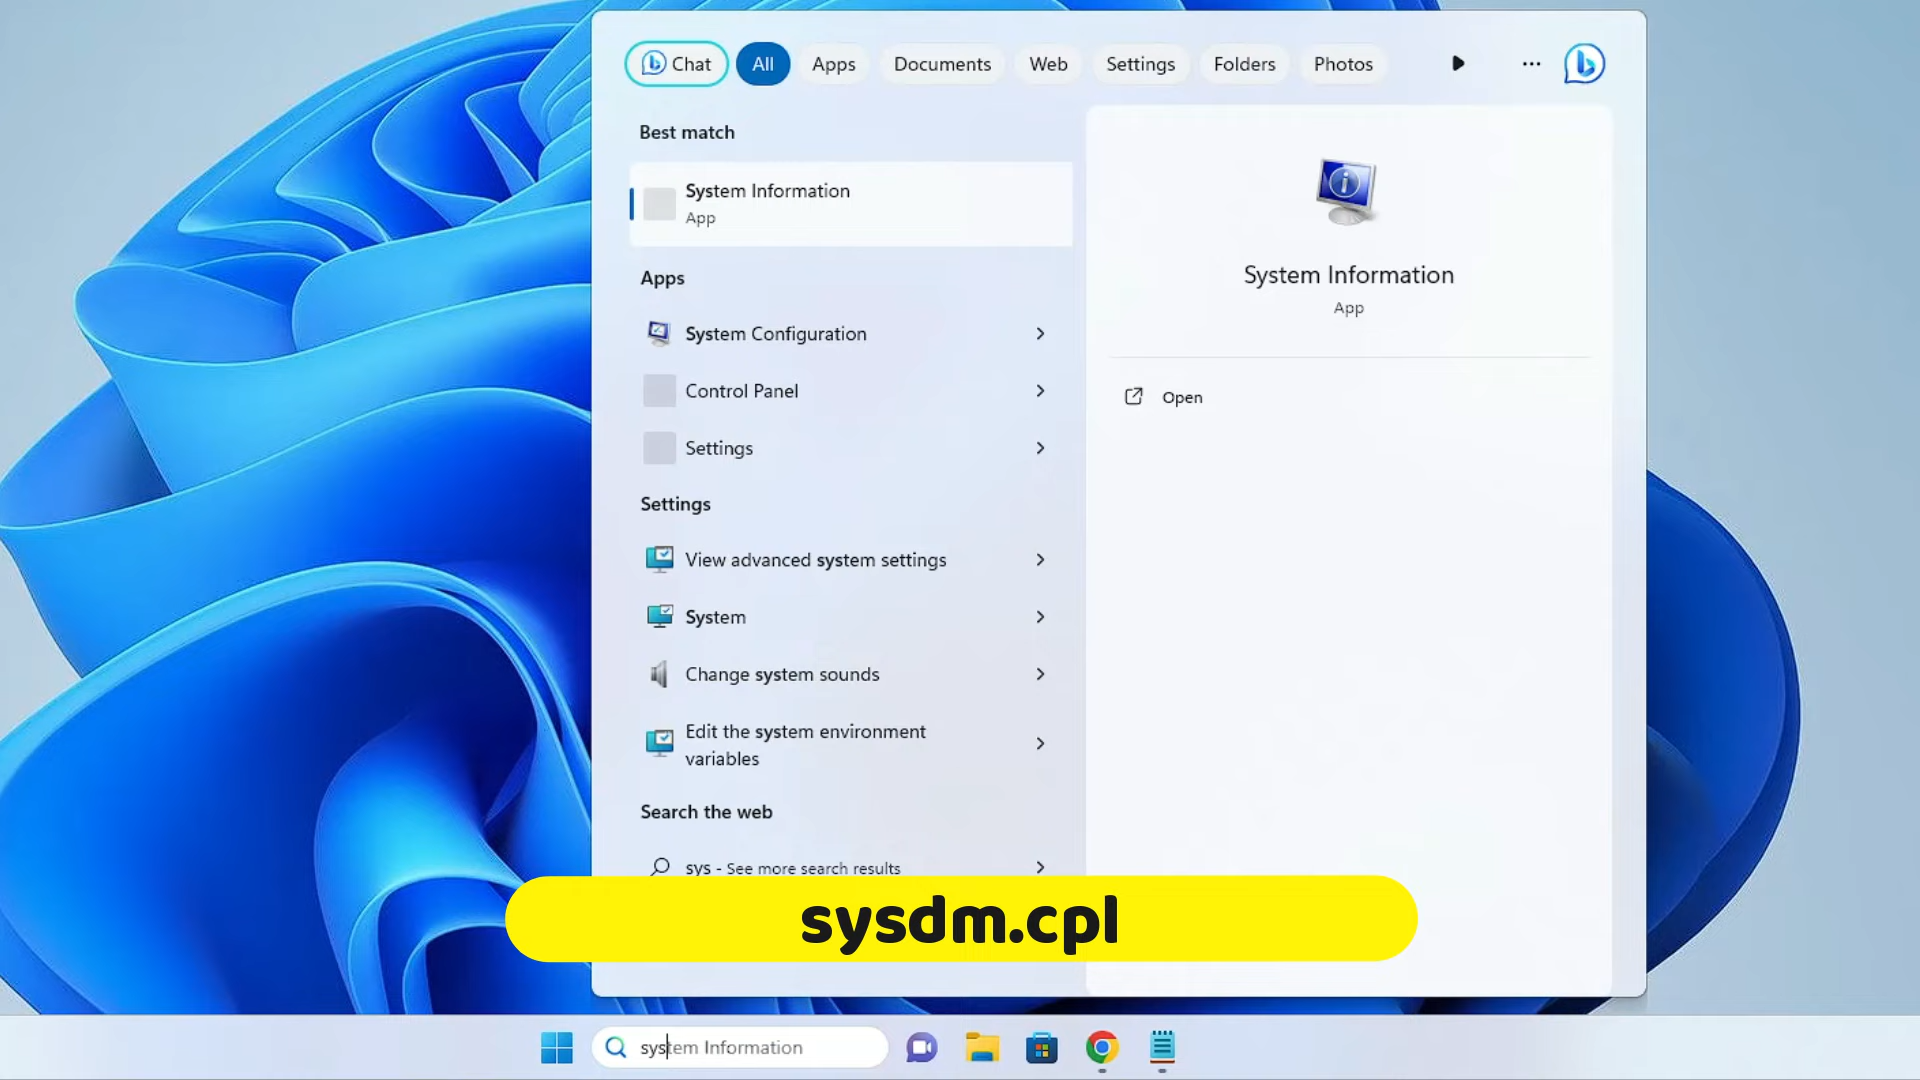 Chat
All
Apps
Documents
Web
Settings
Folders
Photos
Best match
System Information
App
Apps
System Configuration
Control Panel
Settings
Settings
View advanced system settings
System
Change system sounds
Edit the system environment
variables
Search the web
sys - See more search results
System Information
App
Open
sysdm.cpl
system Information